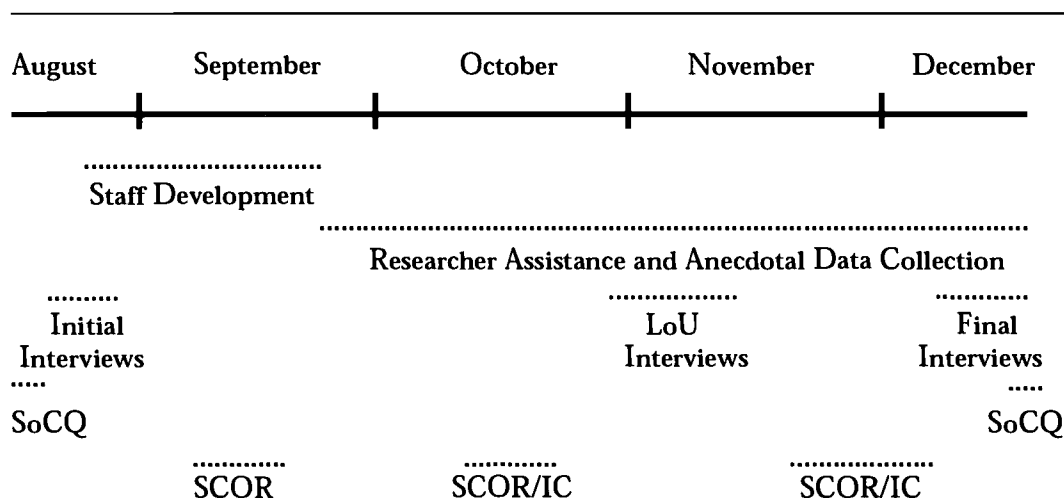 August September October November December
Staff Development
Researcher Assistance and Anecdotal Data Collection
Initial Interviews
LoU Interviews
Final Interviews
SoCQ SoCQ
SCOR SCOR/IC SCOR/IC